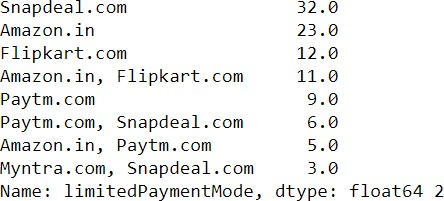 Snapdeal.com 32.0
Amazon.in 23.0
Flipkart.com 12.0
Amazon.in, Flipkart.com 11.0
Paytm.com 9.0
Paytm.com, Snapdeal.com 6.0
Amazon.in, Paytm.com 5.0
Myntra.com, Snapdeal.com 3.0
Name: limitedPaymentMode, dtype: float64 2